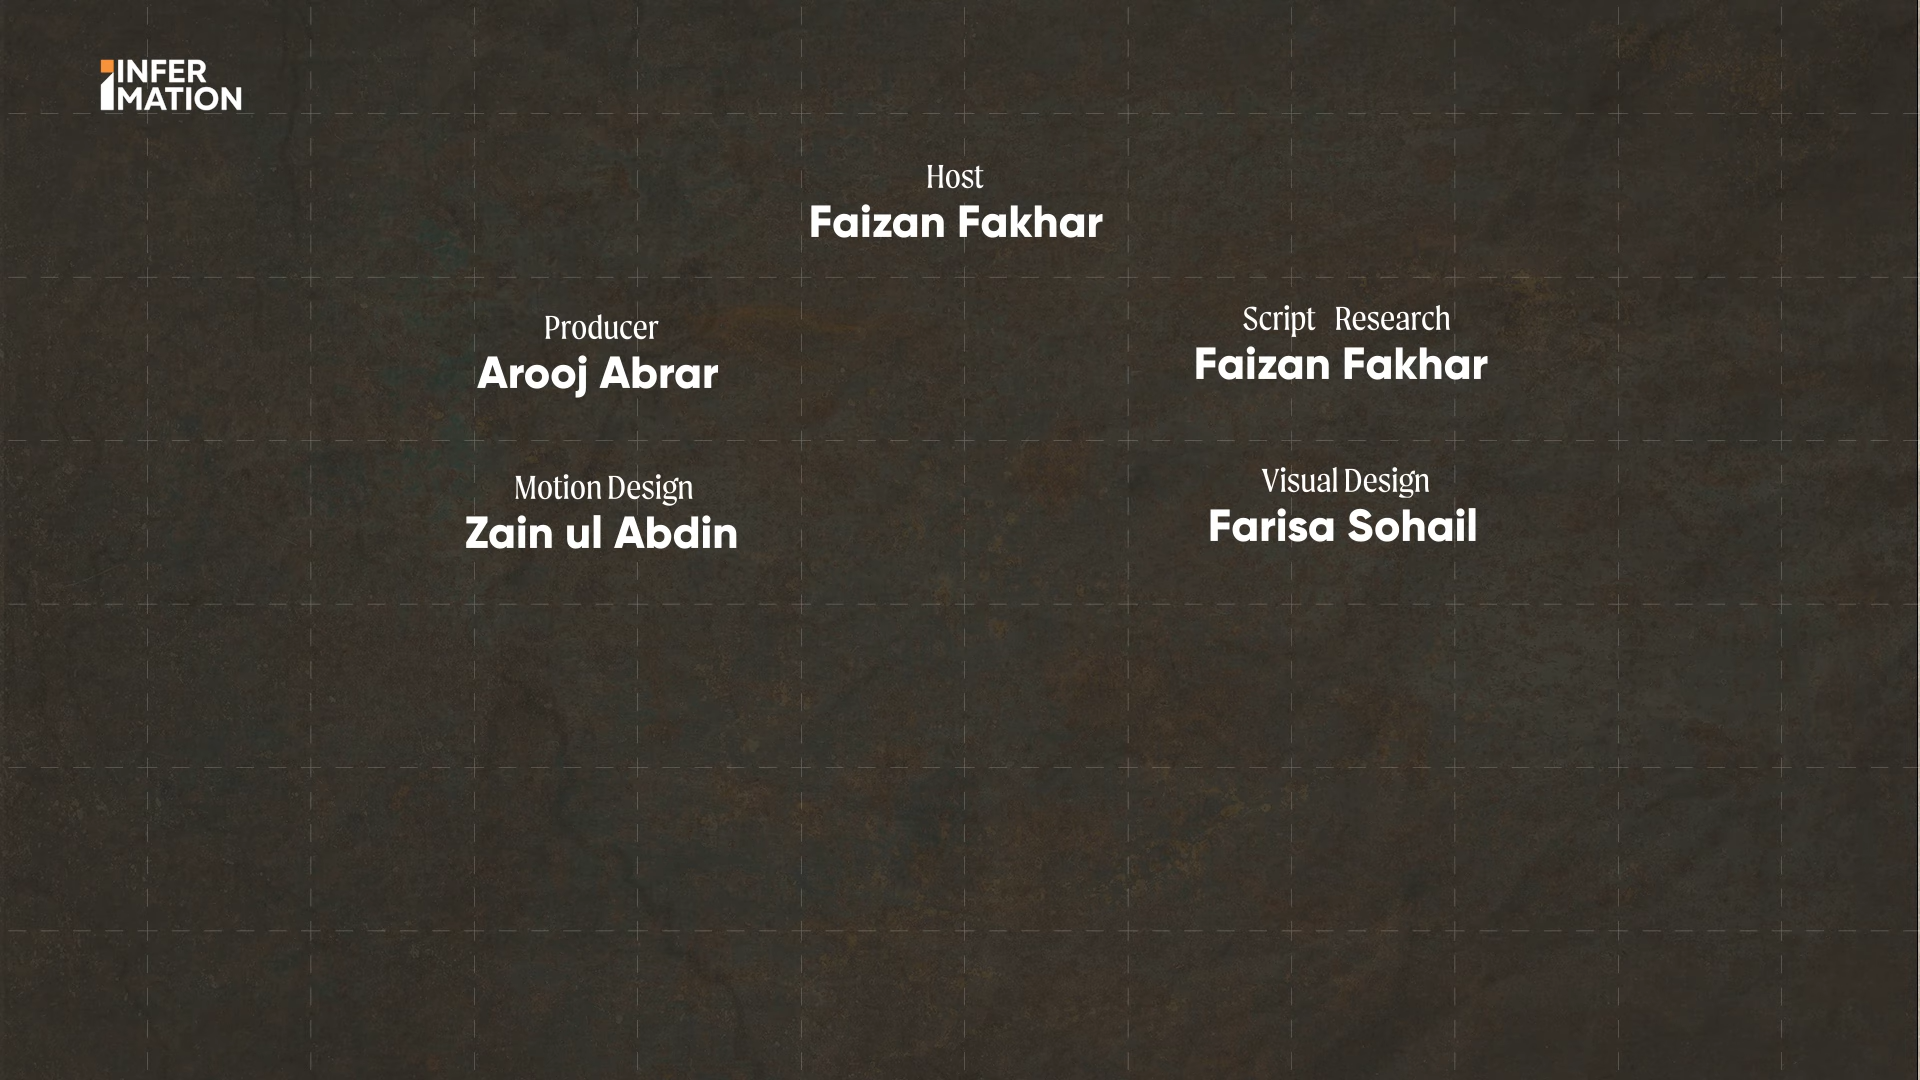 INFER
MATION
Host
Faizan Fakhar
Producer
Arooj Abrar
Script Research
Faizan Fakhar
Motion Design
Zain ul Abdin
Visual Design
Farisa Sohail